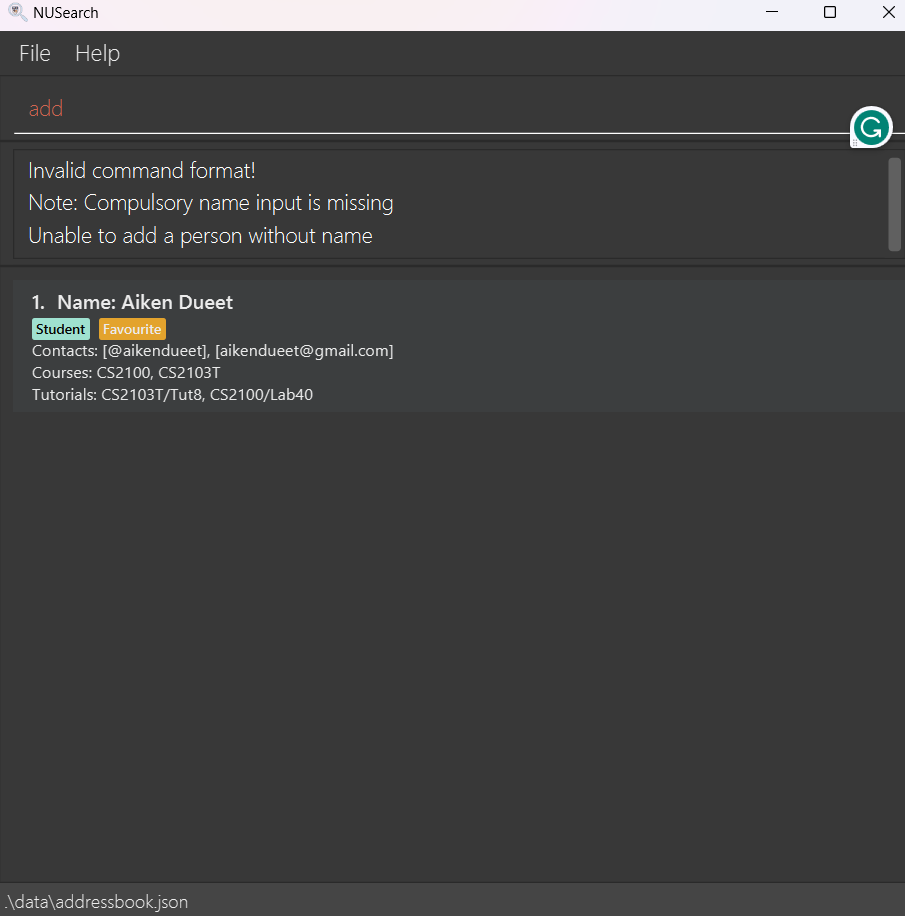 NUSearch
File Help
add
Invalid command format!
Note: Compulsory name input is missing
Unable to add a person without name
1. Name: Aiken Dueet
Student Favourite
Contacts: [@aikendueet], [aikendueet@gmail.com]
Courses: CS2100, CS2103T
Tutorials: CS2103T/Tut8, CS2100/Lab40
.\data\addressbook.json